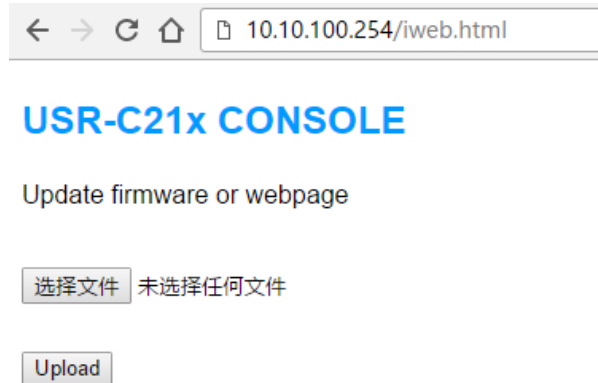 10.10.100.254/iweb.html
USR-C21x CONSOLE
Update firmware or webpage
选择文件 未选择任何文件
Upload